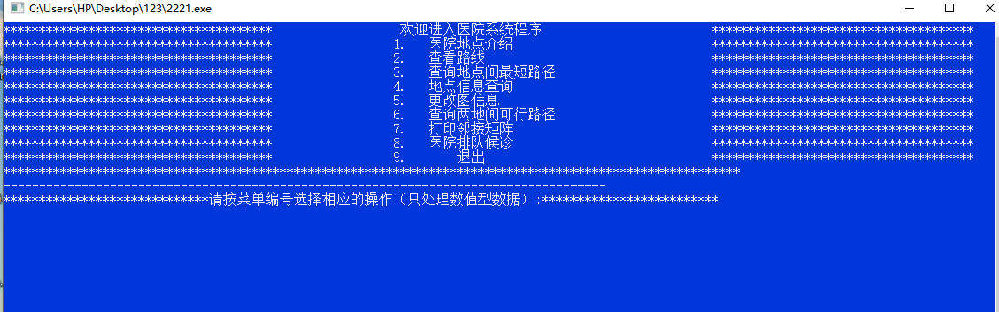 C:\Users\HP\Desktop\123\2221.exe
************************************** 欢迎进入医院系统程序 *************************************
************************************** 1. 医院地点介绍 *************************************
************************************** 2. 查看路线 *************************************
************************************** 3. 查询地点间最短路径 *************************************
************************************** 4. 地点信息查询 *************************************
************************************** 5. 更改图信息 *************************************
************************************** 6. 查询两地间可行路径 *************************************
************************************** 7. 打印邻接矩阵 *************************************
************************************** 8. 医院排队候诊 *************************************
************************************** 9. 退出 *************************************
********************************************************************************************************
-------------------------------------------------------------------------------------
*****************************请按菜单编号选择相应的操作（只处理数值型数据）:*************************